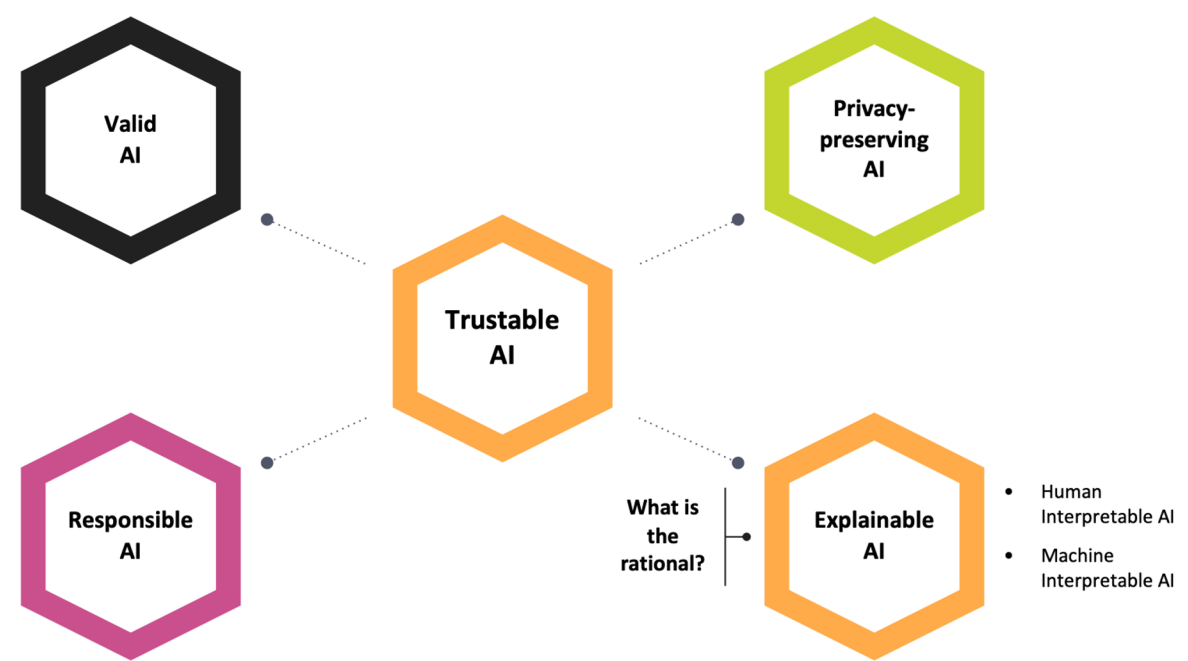 Valid
AI
Privacy-
preserving
AI
Trustable
AI
Responsible
AI
What is
the
rational?
Explainable
AI
• Human
Interpretable AI
• Machine
Interpretable AI